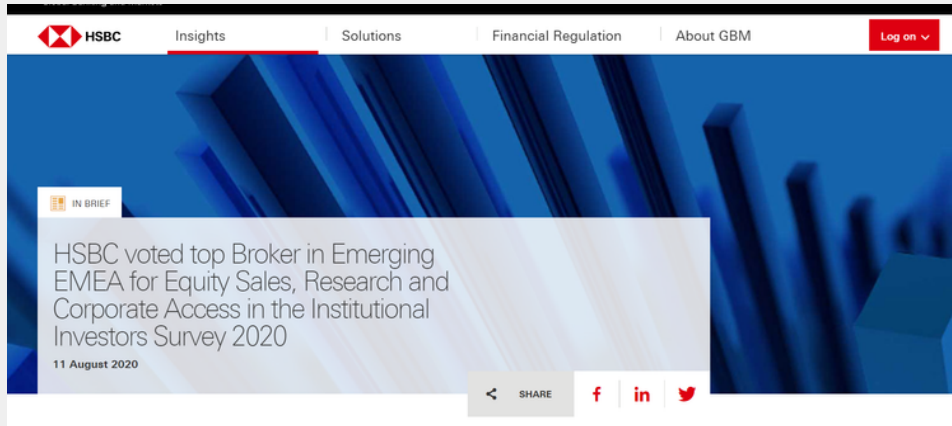 HSBC
Insights
Solutions
Financial Regulation
About GBM
Log on
IN BRIEF
HSBC voted top Broker in Emerging
EMEA for Equity Sales, Research and
Corporate Access in the Institutional
Investors Survey 2020
11 August 2020
SHARE